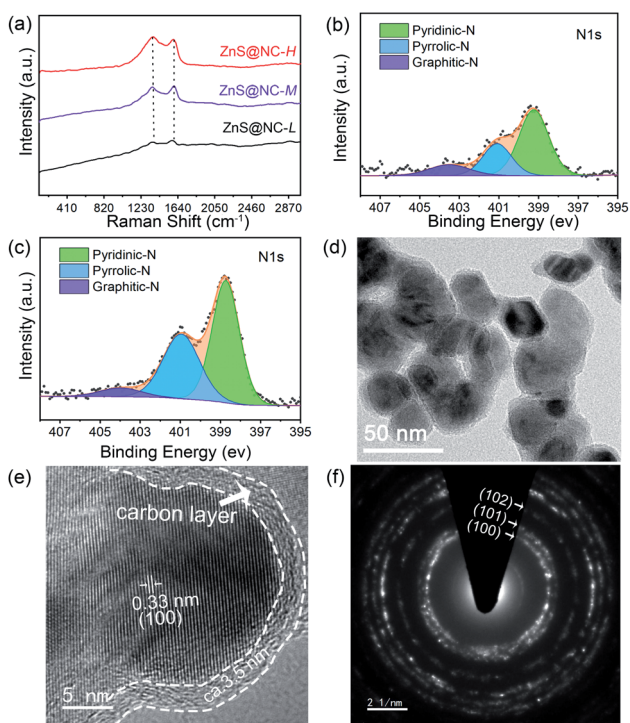 (a)
Intensity (a.u.)
ZnS@NC-H
ZnS@NC-M
ZnS@NC-L
410 820 1230 1640 2050 2460 2870
Raman Shift (cm-1)
(b)
Intensity (a.u.)
Pyridinic-N
Pyrrolic-N
Graphitic-N
N1s
407 405 403 401 399 397 395
Binding Energy (ev)
(c)
Intensity (a.u.)
Pyridinic-N
Pyrrolic-N
Graphitic-N
N1s
407 405 403 401 399 397 395
Binding Energy (ev)
(d)
50 nm
(e)
carbon layer
0.33 nm
(100)
ca 3.5 nm
5 nm
(f)
(102)
(101)
(100)
2 1/nm